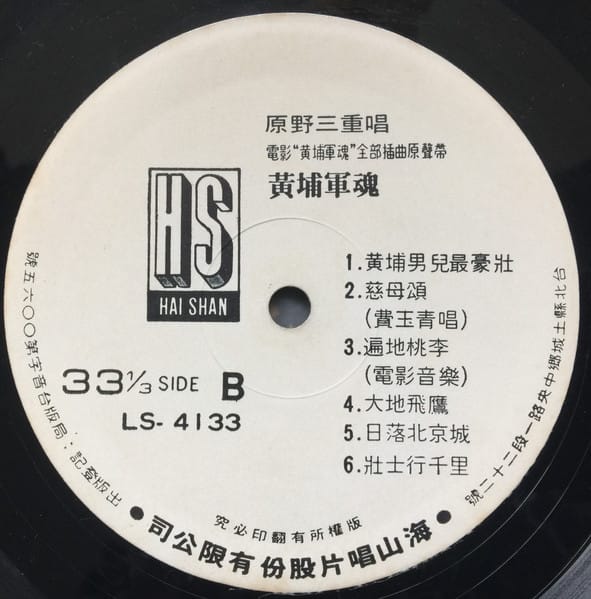 原野三重唱
電影“黃埔軍魂”全部插曲原聲帶
黃埔軍魂
HS
HAI SHAN
1.黃埔男兒最豪壯
2.慈母頌
(費玉青唱)
3.遍地桃李
(電影音樂)
4.大地飛鷹
5.日落北京城
6.壯士行千里
33 1/3 SIDE B
LS-4133
出版登記:局版台音字第00六五號
台北縣土城鄉中央路一段二十二號
版權所有翻印必究
海山唱片股份有限公司